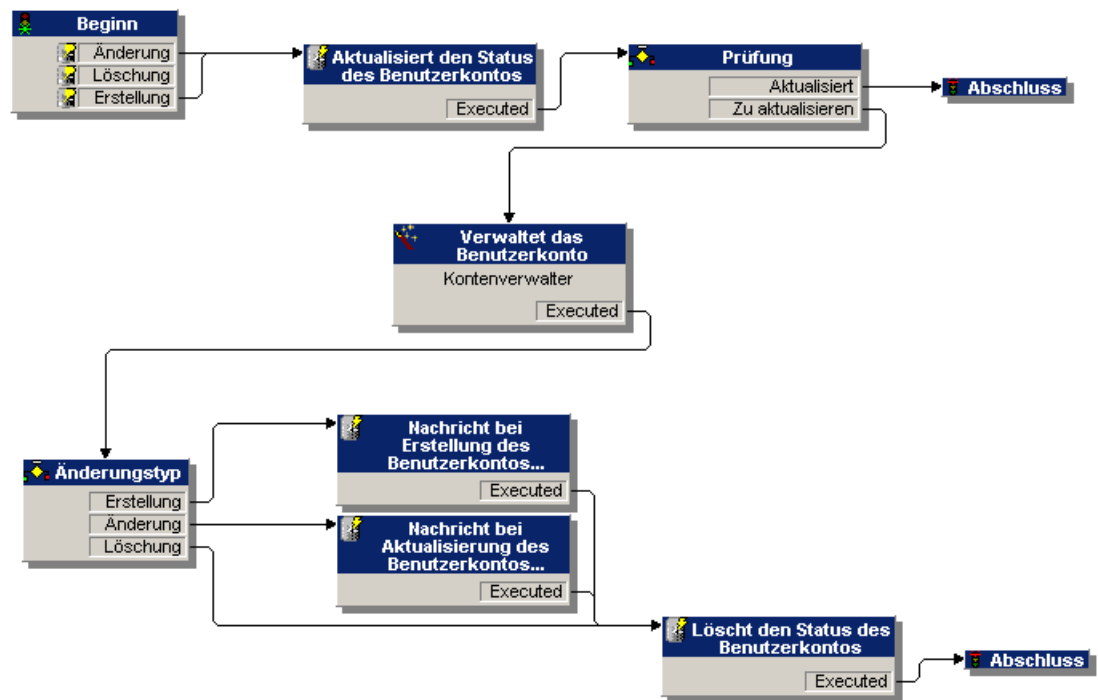 Beginn
Änderung
Löschung
Erstellung
Aktualisiert den Status
des Benutzerkontos
Executed
Prüfung
Aktualisiert
Zu aktualisieren
Abschluss
Verwaltet das
Benutzerkonto
Kontenverwalter
Executed
Änderungstyp
Erstellung
Änderung
Löschung
Nachricht bei
Erstellung des
Benutzerkontos...
Executed
Nachricht bei
Aktualisierung des
Benutzerkontos...
Executed
Löscht den Status des
Benutzerkontos
Executed
Abschluss